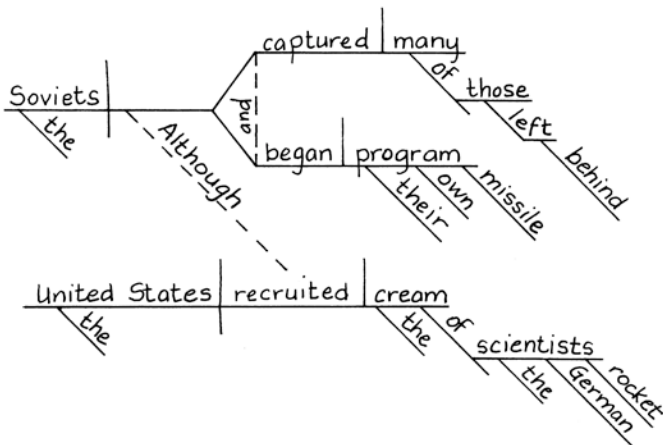 captured many
of those
left
behind
Soviets
the
and
Although
began program
their own missile
United States recruited cream
the
the
of scientists
the German rocket